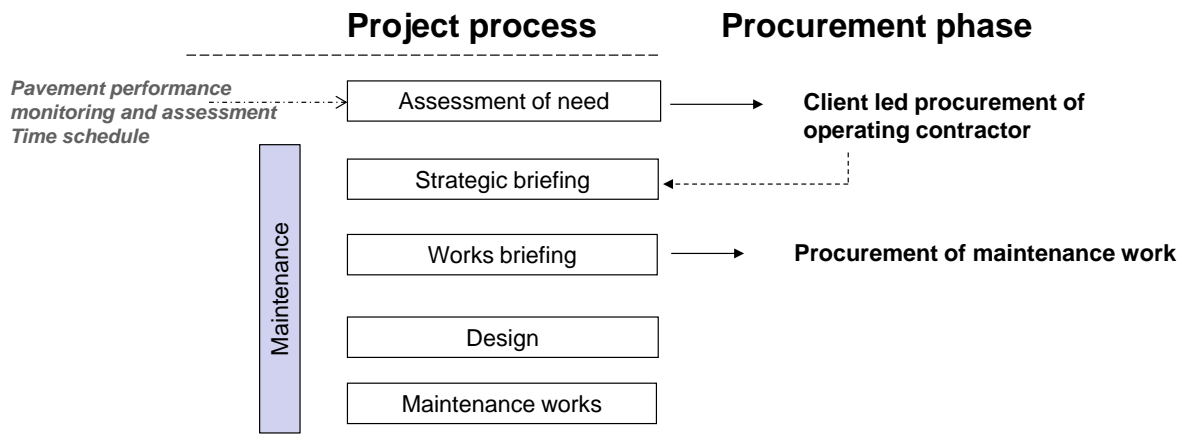 Project process
Procurement phase
Pavement performance
monitoring and assessment
Time schedule
Assessment of need
Client led procurement of
operating contractor
Maintenance
Strategic briefing
Works briefing
Procurement of maintenance work
Design
Maintenance works